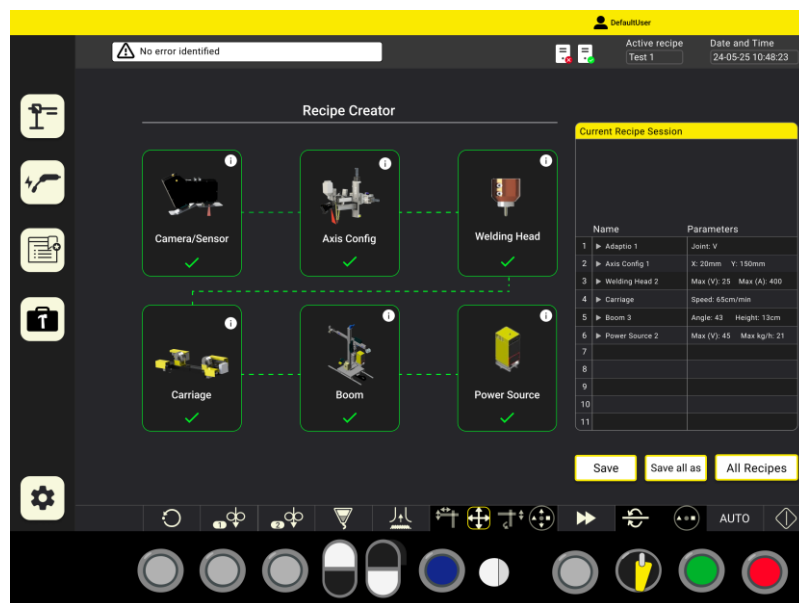 DefaultUser
No error identified
Active recipe
Test 1
Date and Time
24-05-25 10:48:23
Recipe Creator
Camera/Sensor
Axis Config
Welding Head
Carriage
Boom
Power Source
Current Recipe Session
Name Parameters
1 Adaptio 1 Joint: V
2 Axis Config 1 X: 20mm Y: 150mm
3 Welding Head 2 Max (V): 25 Max (A): 400
4 Carriage Speed: 65cm/min
5 Boom 3 Angle: 43 Height: 13cm
6 Power Source 2 Max (V): 45 Max kg/h: 21
7
8
9
10
11
Save
Save all as
All Recipes
1
2
AUTO